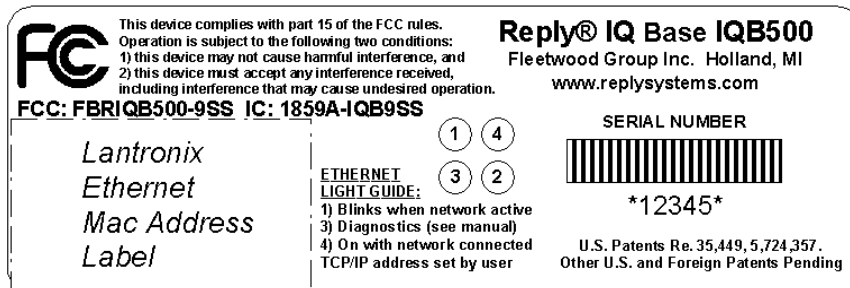 FC
This device complies with part 15 of the FCC rules.
Operation is subject to the following two conditions:
1) this device may not cause harmful interference, and
2) this device must accept any interference received,
including interference that may cause undesired operation.
FCC: FBRIQB500-9SS IC: 1859A-IQB9SS
Reply® IQ Base IQB500
Fleetwood Group Inc. Holland, MI
www.replysystems.com
Lantronix
Ethernet
Mac Address
Label
1 4
3 2
ETHERNET
LIGHT GUIDE:
1) Blinks when network active
3) Diagnostics (see manual)
4) On with network connected
TCP/IP address set by user
SERIAL NUMBER
*12345*
U.S. Patents Re. 35,449, 5,724,357.
Other U.S. and Foreign Patents Pending